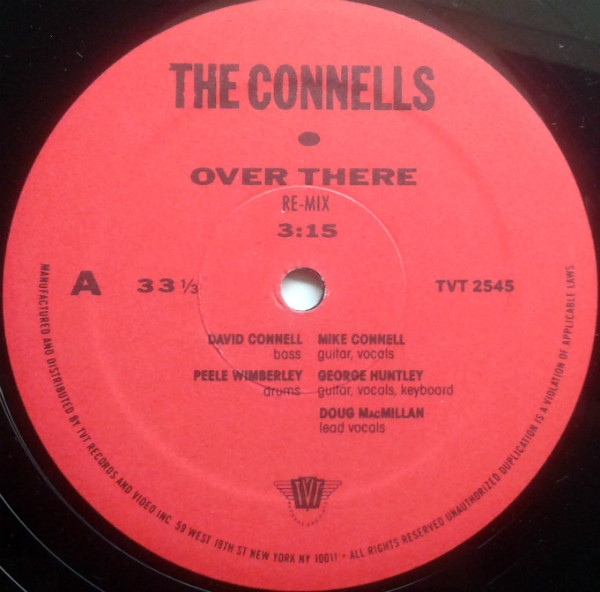 THE CONNELLS
OVER THERE
RE-MIX
3:15
A 33 1/3
TVT 2545
DAVID CONNELL
bass
MIKE CONNELL
guitar, vocals
PEELE WIMBERLEY
drums
GEORGE HUNTLEY
guitar, vocals, keyboard
DOUG MacMILLAN
lead vocals
TVT
MANUFACTURED AND DISTRIBUTED BY TVT RECORDS AND VIDEO INC. 59 WEST 19TH ST NEW YORK NY 10011 • ALL RIGHTS RESERVED UNAUTHORIZED DUPLICATION IS A VIOLATION OF APPLICABLE LAWS